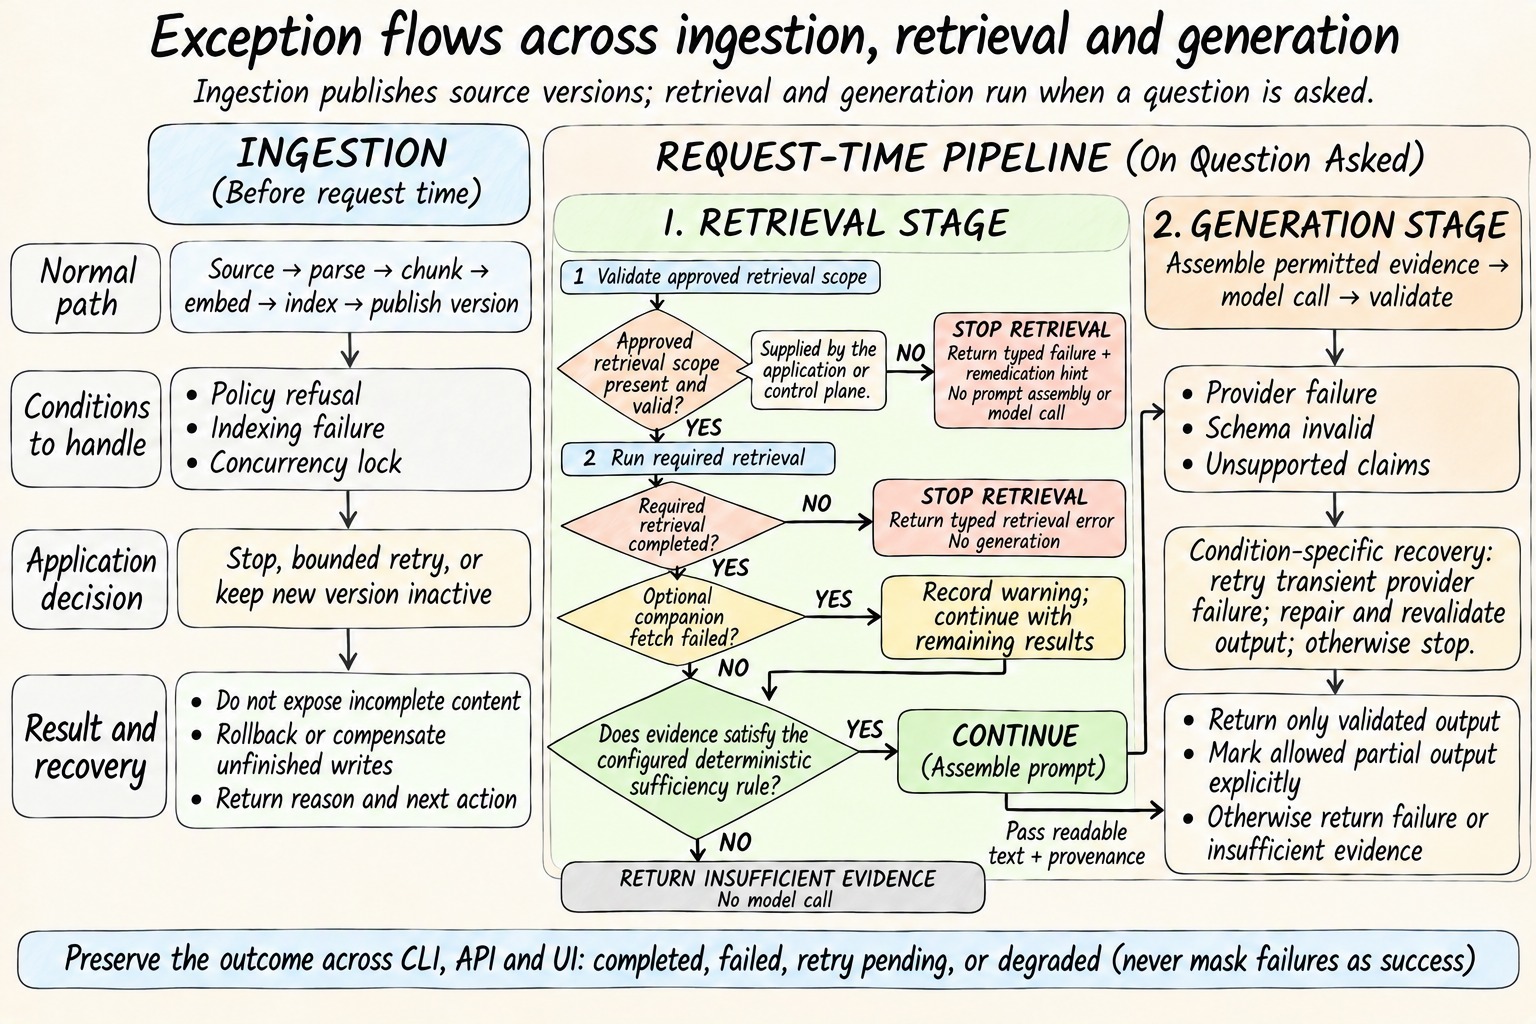 Exception flows across ingestion, retrieval and generation
Ingestion publishes source versions; retrieval and generation run when a question is asked.
INGESTION
(Before request time)
Normal
path
Source → parse → chunk →
embed → index → publish version
Conditions
to handle
• Policy refusal
• Indexing failure
• Concurrency lock
Application
decision
Stop, bounded retry, or
keep new version inactive
Result and
recovery
• Do not expose incomplete content
• Rollback or compensate
unfinished writes
• Return reason and next action
REQUEST-TIME PIPELINE (On Question Asked)
1. RETRIEVAL STAGE
1 Validate approved retrieval scope
Approved
retrieval scope
present and
valid?
Supplied by the
application or
control plane.
NO
STOP RETRIEVAL
Return typed failure +
remedication hint
No prompt assembly or
model call
YES
2 Run required retrieval
Required
retrieval
completed?
NO
STOP RETRIEVAL
Return typed retrieval error
No generation
YES
Optional
companion
fetch failed?
YES
Record warning;
continue with
remaining results
NO
Does evidence satisfy the
configured deterministic
sufficiency rule?
YES
CONTINUE
(Assemble prompt)
Pass readable
text + provenance
NO
RETURN INSUFFICIENT EVIDENCE
No model call
2. GENERATION STAGE
Assemble permitted evidence →
model call → validate
• Provider failure
• Schema invalid
• Unsupported claims
Condition-specific recovery:
retry transient provider
failure; repair and revalidate
output; otherwise stop.
• Return only validated output
• Mark allowed partial output
explicitly
• Otherwise return failure or
insufficient evidence
Preserve the outcome across CLI, API and UI: completed, failed, retry pending, or degraded (never mask failures as success)